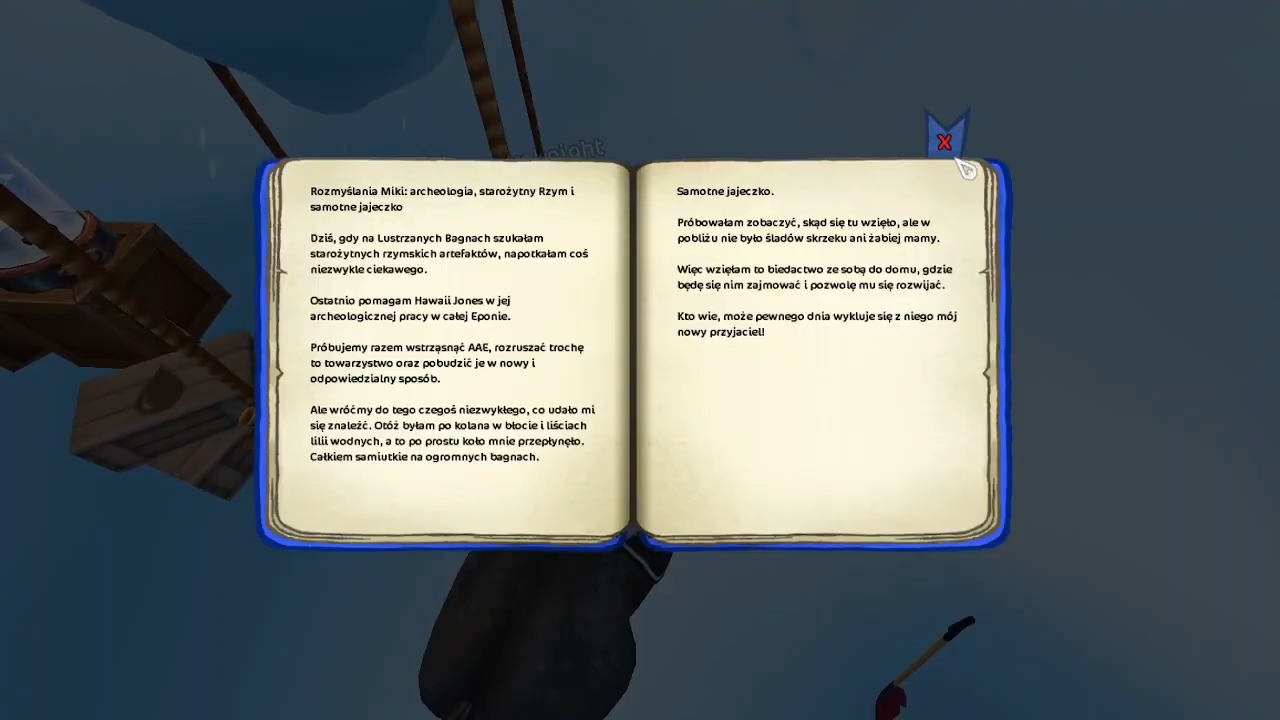 Rozmyślania Miki: archeologia, starożytny Rzym i
samotne jajeczko
Dziś, gdy na Lustrzanych Bagnach szukałam
starożytnych rzymskich artefaktów, napotkałam coś
niezwykle ciekawego.
Ostatnio pomagam Hawaii Jones w jej
archeologicznej pracy w całej Eponie.
Próbujemy razem wstrząsnąć AAE, rozruszać trochę
to towarzystwo oraz pobudzić je w nowy i
odpowiedzialny sposób.
Ale wróćmy do tego czegoś niezwykłego, co udało mi
się znaleźć. Otóż byłam po kolana w błocie i liściach
lilii wodnych, a to po prostu koło mnie przepłynęło.
Całkiem samiutkie na ogromnych bagnach.
Samotne jajeczko.
Próbowałam zobaczyć, skąd się tu wzięło, ale w
pobliżu nie było śladów skrzeku ani żabiej mamy.
Więc wzięłam to biedactwo ze sobą do domu, gdzie
będę się nim zajmować i pozwolę mu się rozwijać.
Kto wie, może pewnego dnia wykluje się z niego mój
nowy przyjaciel!
X